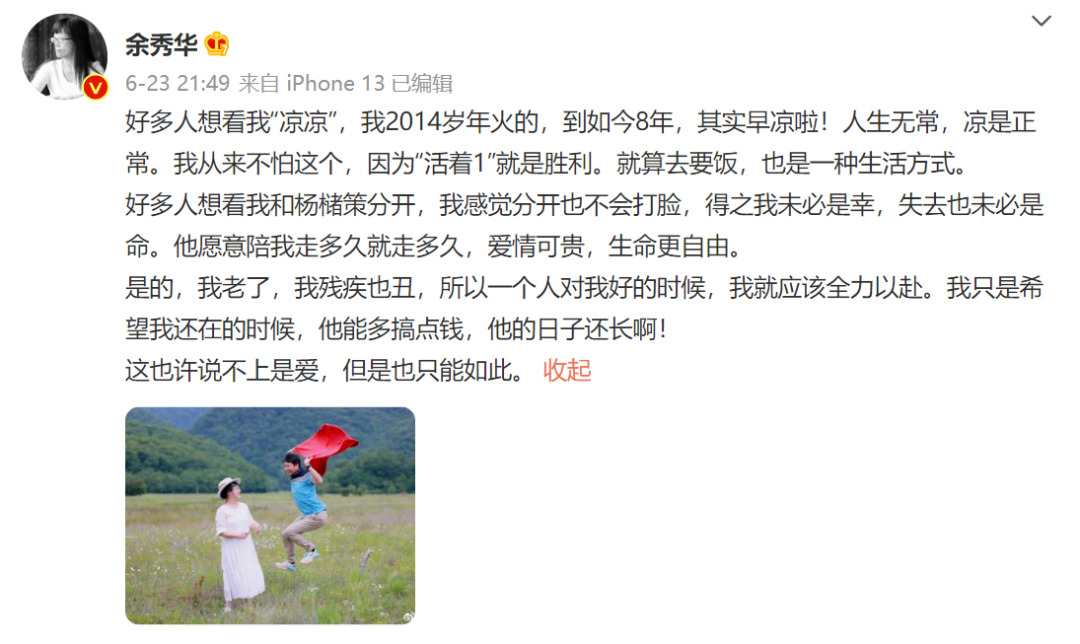 余秀华
6-23 21:49 来自 iPhone 13 已编辑
好多人想看我“凉凉”，我2014岁年火的，到如今8年，其实早凉啦！人生无常，凉是正
常。我从来不怕这个，因为“活着1”就是胜利。就算去要饭，也是一种生活方式。
好多人想看我和杨槠策分开，我感觉分开也不会打脸，得之我未必是幸，失去也未必是
命。他愿意陪我走多久就走多久，爱情可贵，生命更自由。
是的，我老了，我残疾也丑，所以一个人对我好的时候，我就应该全力以赴。我只是希
望我还在的时候，他能多搞点钱，他的日子还长啊！
这也许说不上是爱，但是也只能如此。 收起